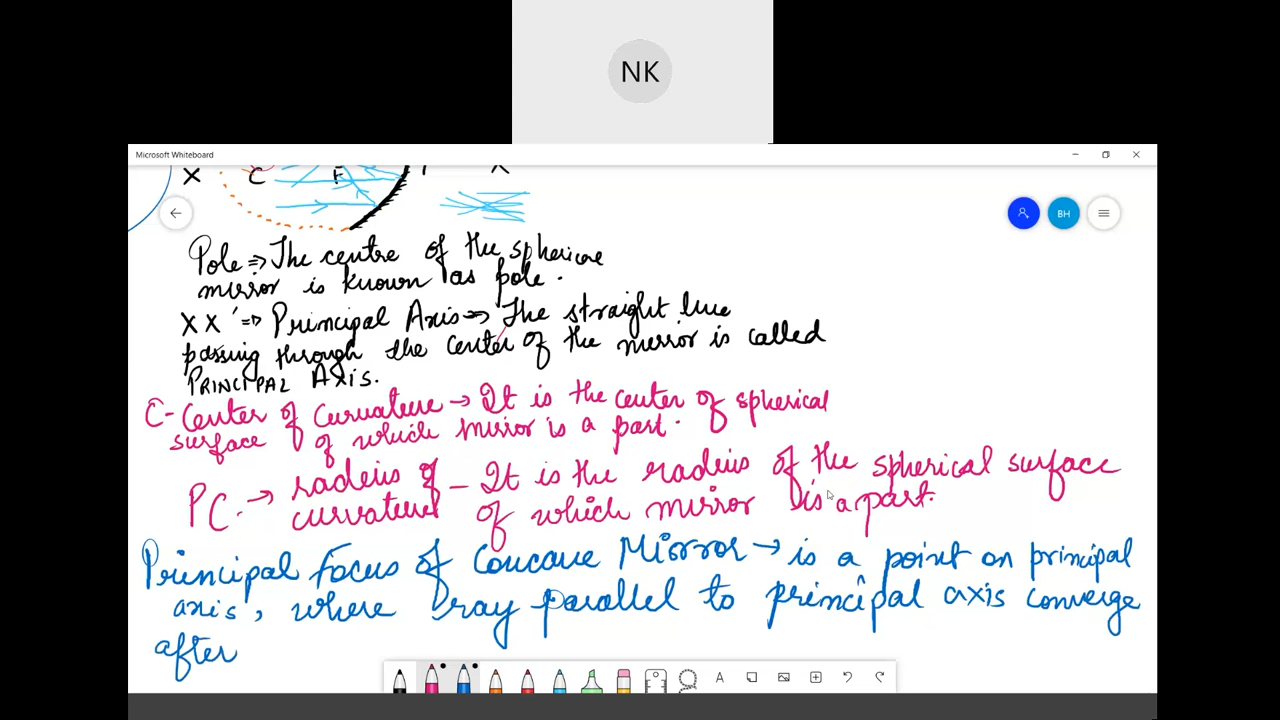 NK
Microsoft Whiteboard
X C F X
BH
Pole ⇒ The centre of the spherical
mirror is known as pole.
XX' ⇒ Principal Axis ⇒ The straight line
passing through the center of the mirror is called
PRINCIPAL AXIS.
C- Center of Curvature → It is the center of spherical
surface of which mirror is a part.
PC. → radius of curvature – It is the radius of the spherical surface
of which mirror is a part.
Principal Focus of Concave Mirror → is a point on principal
axis, where ray parallel to principal axis converge
after
A